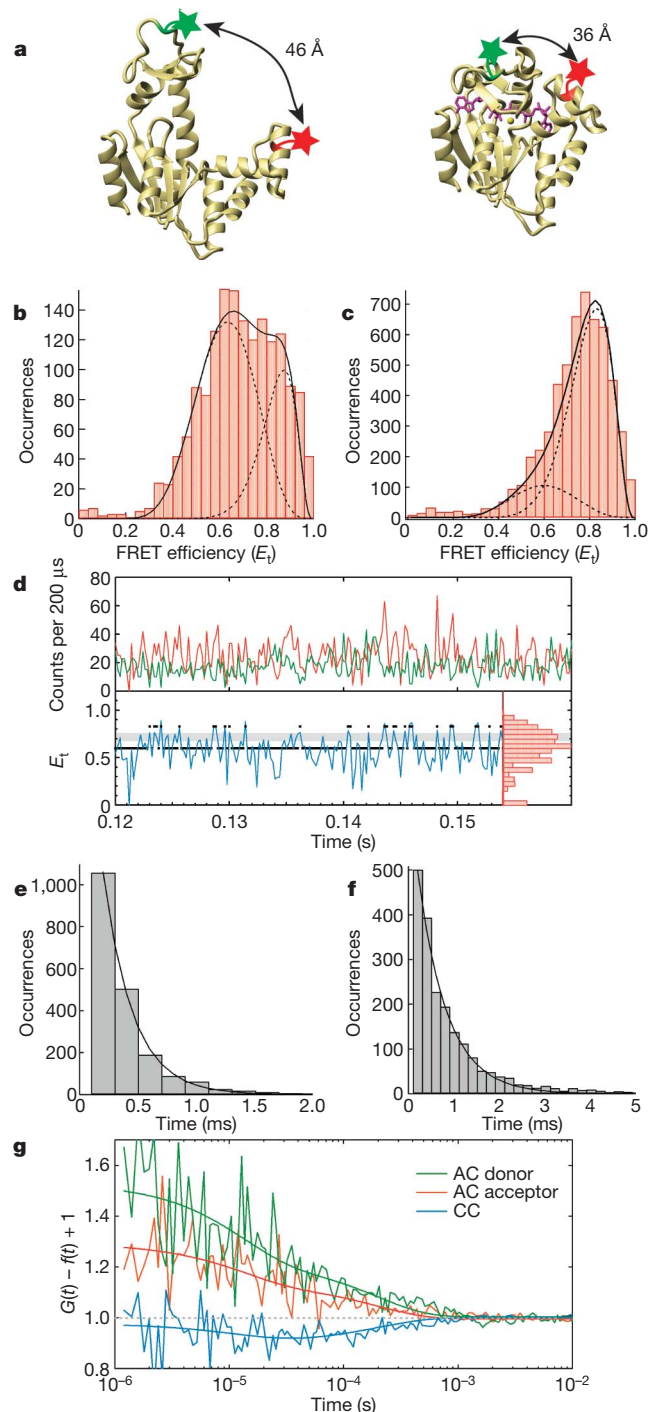 a
46 Å
36 Å
b
Occurrences
140
120
100
80
60
40
20
0
0 0.2 0.4 0.6 0.8 1.0
FRET efficiency (Et)
c
Occurrences
700
600
500
400
300
200
100
0
0 0.2 0.4 0.6 0.8 1.0
FRET efficiency (Et)
d
Counts per 200 μs
80
60
40
20
0
Et
1.0
0.5
0
0.12 0.13 0.14 0.15
Time (s)
e
Occurrences
1,000
800
600
400
200
0
0 0.5 1.0 1.5 2.0
Time (ms)
f
Occurrences
500
400
300
200
100
0
0 1 2 3 4 5
Time (ms)
g
G(t) – f(t) + 1
1.6
1.4
1.2
1.0
0.8
AC donor
AC acceptor
CC
10–6 10–5 10–4 10–3 10–2
Time (s)